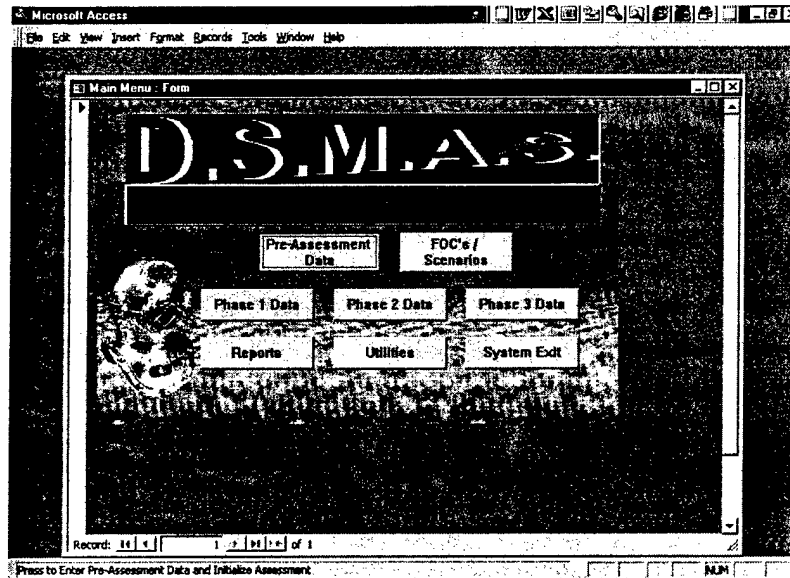 Microsoft Access
File Edit View Insert Format Records Tools Window Help
Main Menu : Form
D.S.M.A.s.
Pre-Assessment
Data
FOC's /
Scenarios
Phase 1 Data Phase 2 Data Phase 3 Data
Reports Utilities System Exit
Record: 1 of 1
Press to Enter Pre-Assessment Data and Initialize Assessment NUM